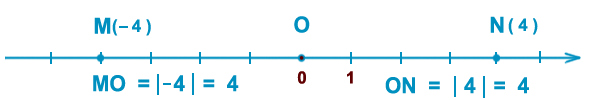 M(-4) O N(4)
0 1
MO = |-4| = 4 ON = |4| = 4